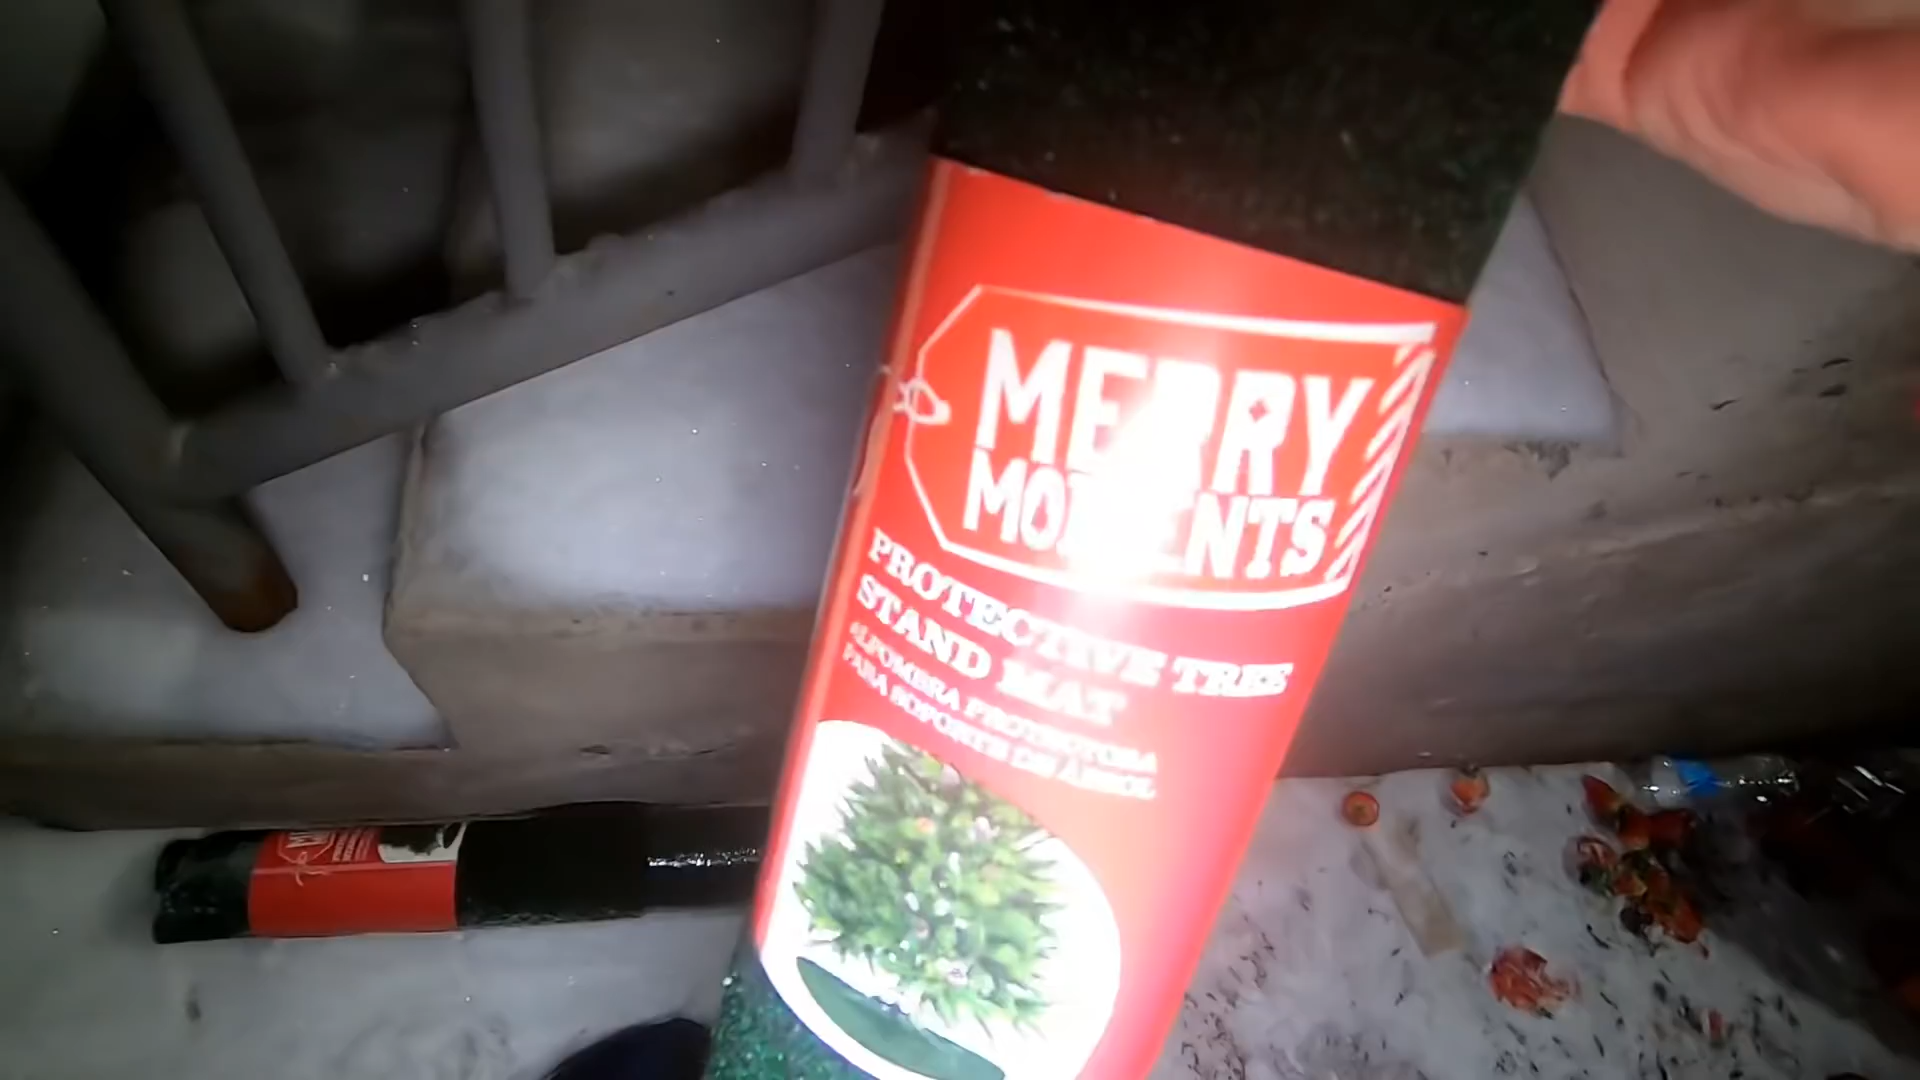 MERRY
MOMENTS
PROTECTIVE TREE
STAND MAT
ALFOMBRA PROTECTORA
PARA SOPORTE DE ÁRBOL